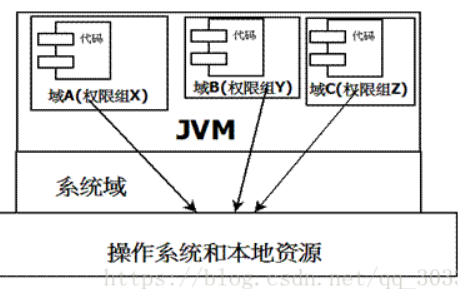 代码
代码
代码
域A(权限组X)
域B(权限组Y)
域C(权限组Z)
JVM
系统域
操作系统和本地资源
https://blog.csdn.net/qq_303